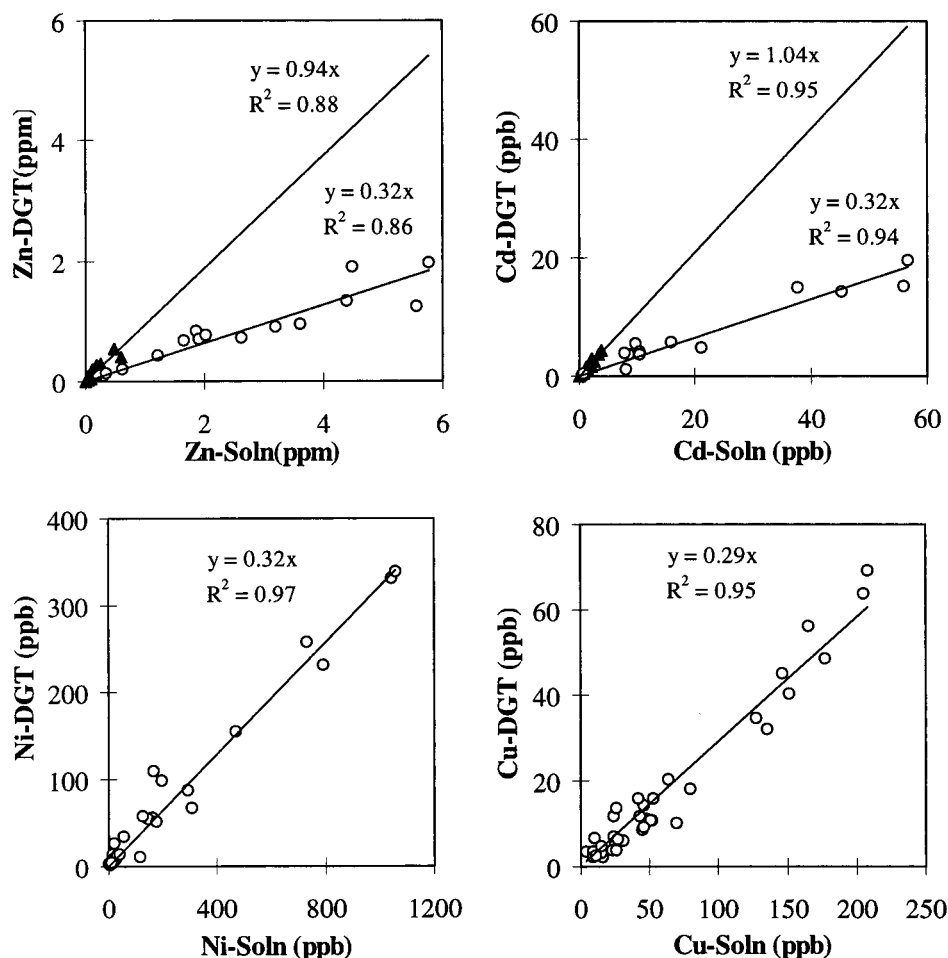 6
4
2
0
Zn-DGT(ppm)
y = 0.94x
R² = 0.88
y = 0.32x
R² = 0.86
0 2 4 6
Zn-Soln(ppm)
60
40
20
0
Cd-DGT (ppb)
y = 1.04x
R² = 0.95
y = 0.32x
R² = 0.94
0 20 40 60
Cd-Soln (ppb)
400
300
200
100
0
Ni-DGT (ppb)
y = 0.32x
R² = 0.97
0 400 800 1200
Ni-Soln (ppb)
80
60
40
20
0
Cu-DGT (ppb)
y = 0.29x
R² = 0.95
0 50 100 150 200 250
Cu-Soln (ppb)